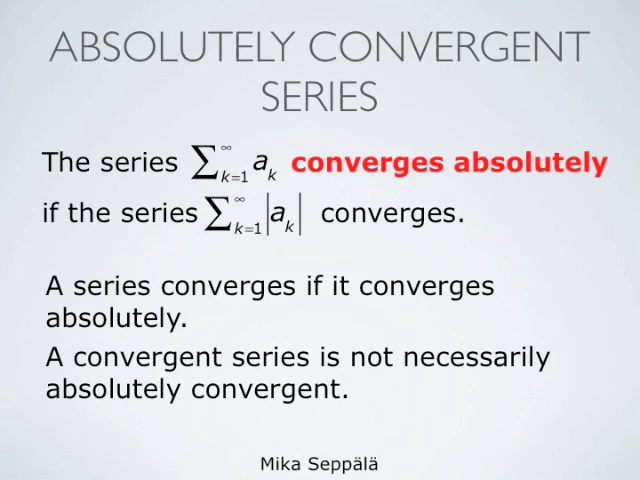 ABSOLUTELY CONVERGENT
SERIES
The series ∑_{k=1}^{∞} a_k converges absolutely
if the series ∑_{k=1}^{∞} |a_k| converges.
A series converges if it converges
absolutely.
A convergent series is not necessarily
absolutely convergent.
Mika Seppälä